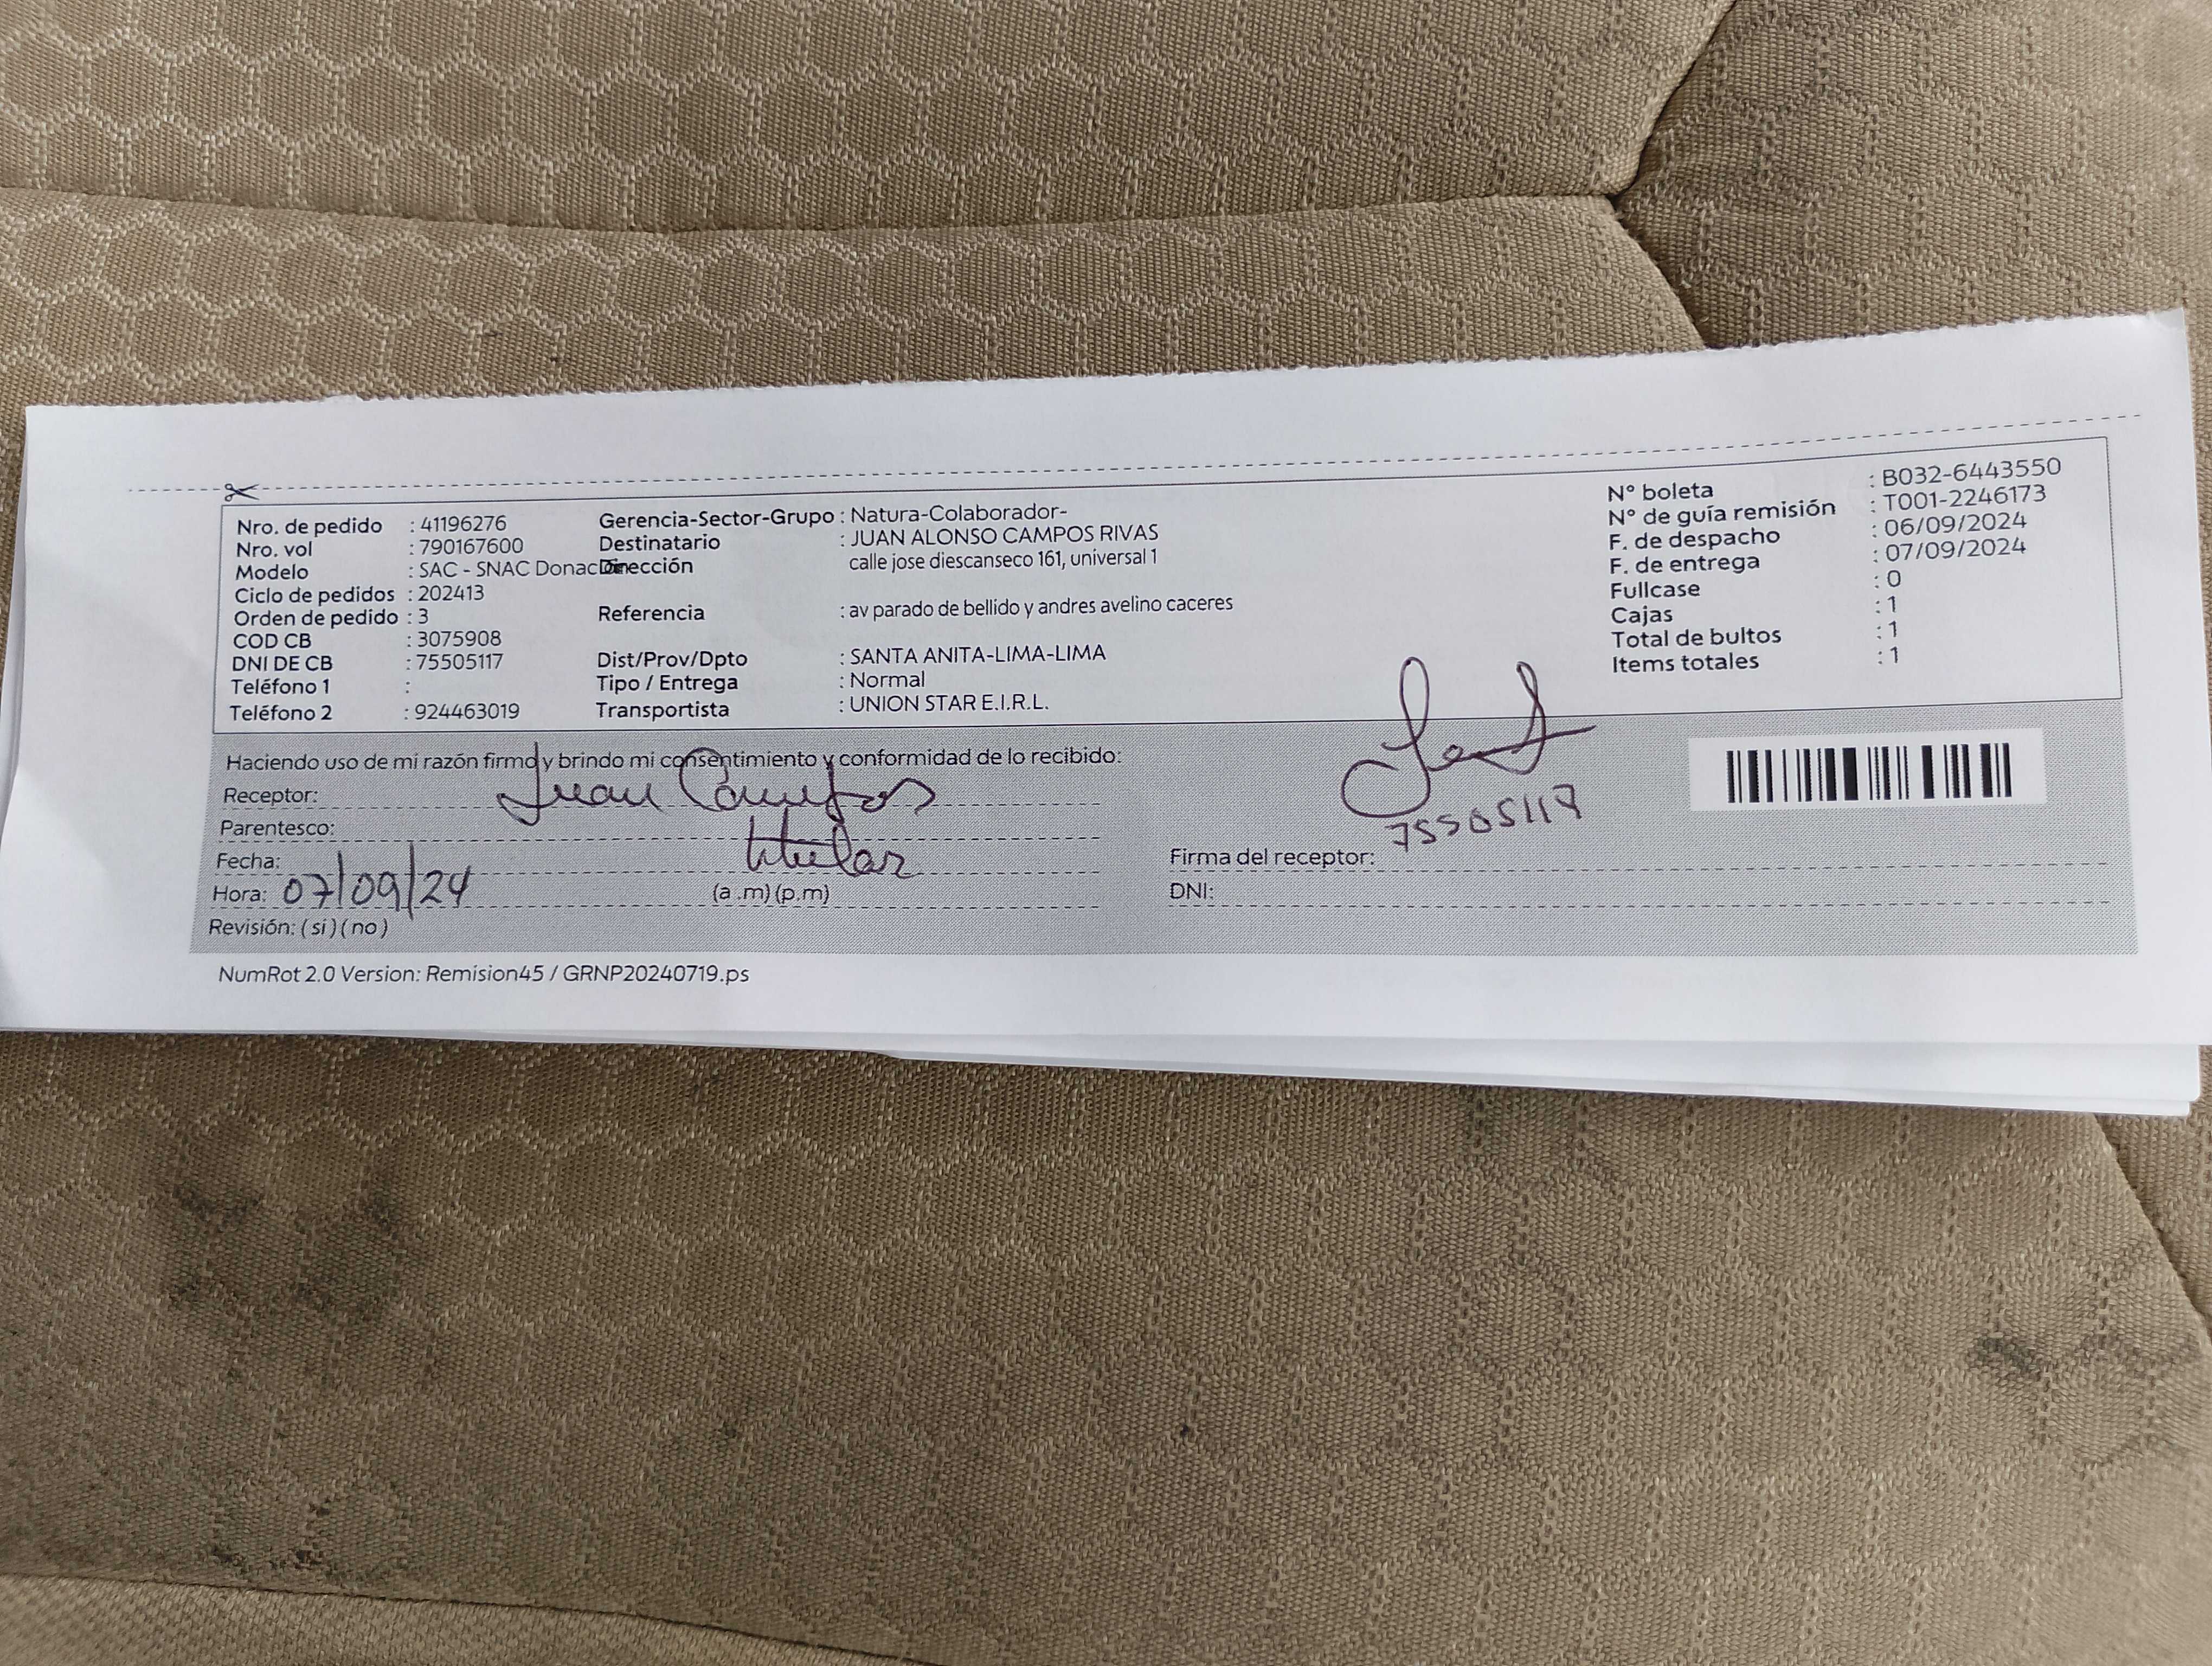 Nro. de pedido : 41196276
Nro. vol : 790167600
Modelo : SAC - SNAC Donac
Ciclo de pedidos : 202413
Orden de pedido : 3
COD CB : 3075908
DNI DE CB : 75505117
Teléfono 1 :
Teléfono 2 : 924463019
Gerencia-Sector-Grupo : Natura-Colaborador-
Destinatario : JUAN ALONSO CAMPOS RIVAS
Dirección calle jose diescanseco 161, universal 1
Referencia : av parado de bellido y andres avelino caceres
Dist/Prov/Dpto : SANTA ANITA-LIMA-LIMA
Tipo / Entrega : Normal
Transportista : UNION STAR E.I.R.L.
N° boleta : B032-6443550
N° de guía remisión : T001-2246173
F. de despacho : 06/09/2024
F. de entrega : 07/09/2024
Fullcase : 0
Cajas : 1
Total de bultos : 1
Items totales : 1
Haciendo uso de mi razón firmo y brindo mi consentimiento y conformidad de lo recibido:
Receptor: Juan Campos
Parentesco: titular
Fecha:
Hora: 07/09/24 (a .m) (p.m)
Revisión: ( si ) ( no )
75505117
Firma del receptor:
DNI:
NumRot 2.0 Version: Remision45 / GRNP20240719.ps